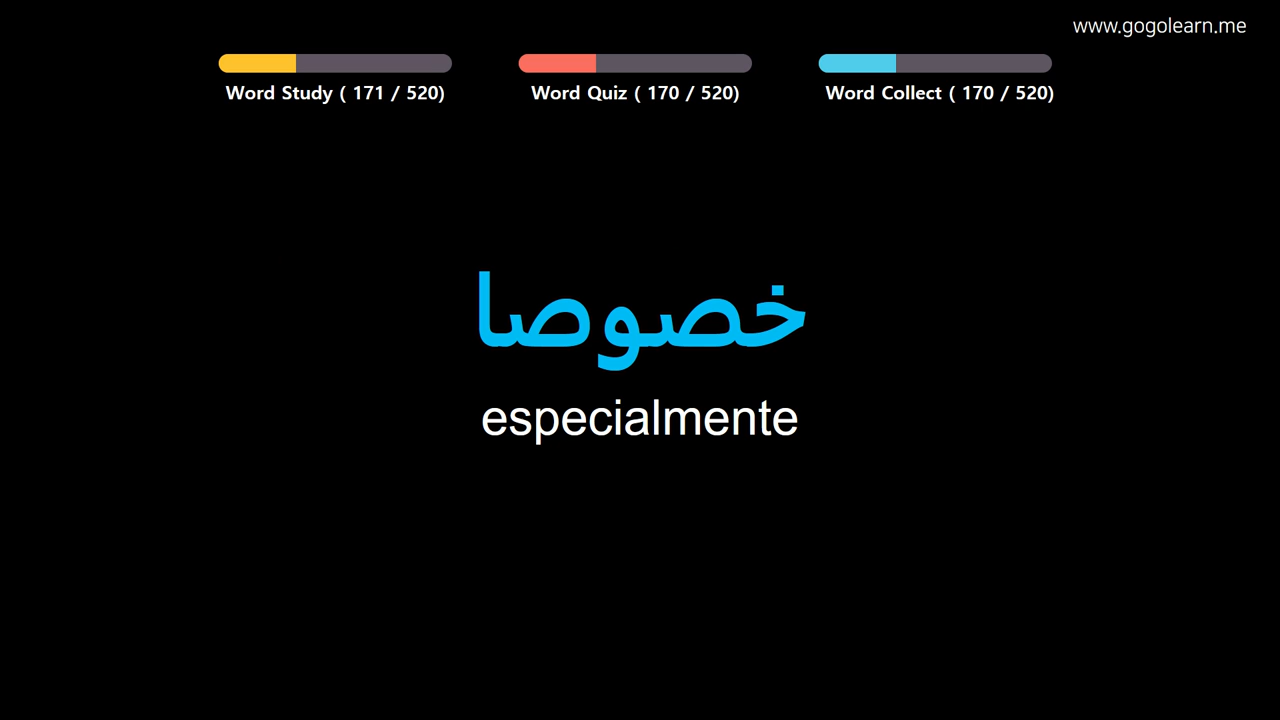 www.gogolearn.me
Word Study ( 171 / 520)
Word Quiz ( 170 / 520)
Word Collect ( 170 / 520)
خصوصا
especialmente